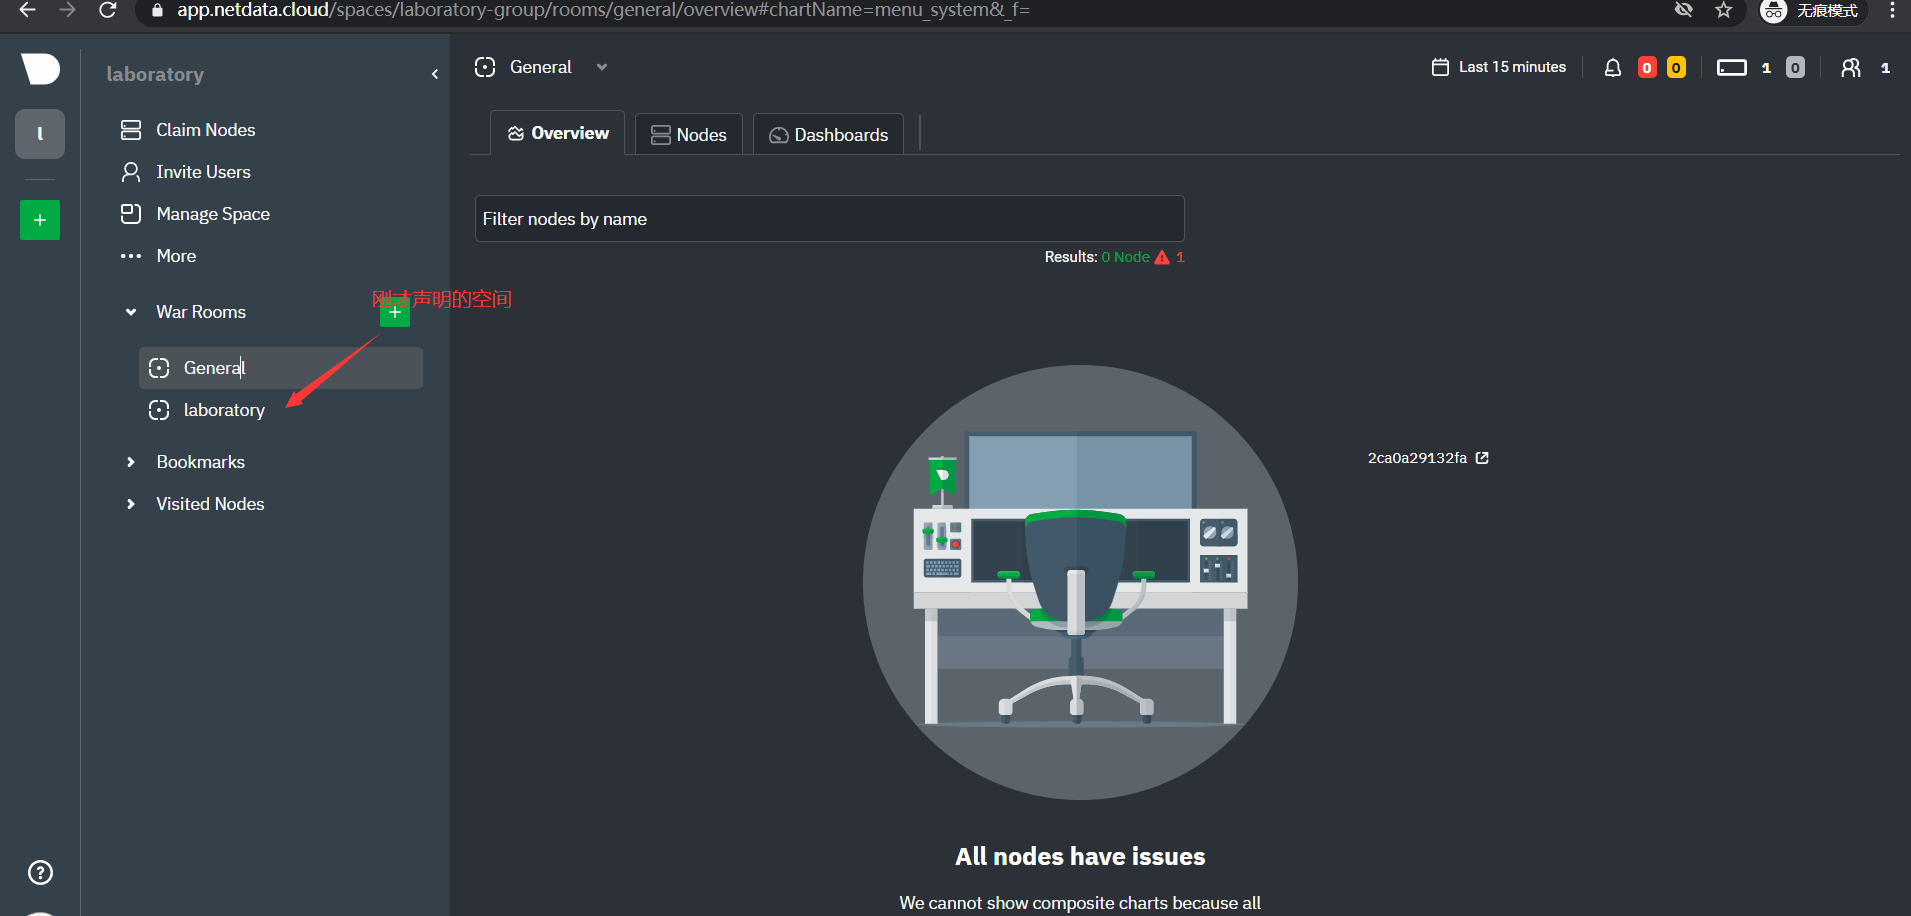 app.netdata.cloud/spaces/laboratory-group/rooms/general/overview#chartName=menu_system&_f=
无痕模式
laboratory
General
Last 15 minutes
0
0
1
0
1
l
Claim Nodes
Invite Users
Manage Space
More
Overview
Nodes
Dashboards
Filter nodes by name
Results: 0 Node 1
刚才声明的空间
War Rooms
+
General
laboratory
Bookmarks
Visited Nodes
2ca0a29132fa
All nodes have issues
We cannot show composite charts because all